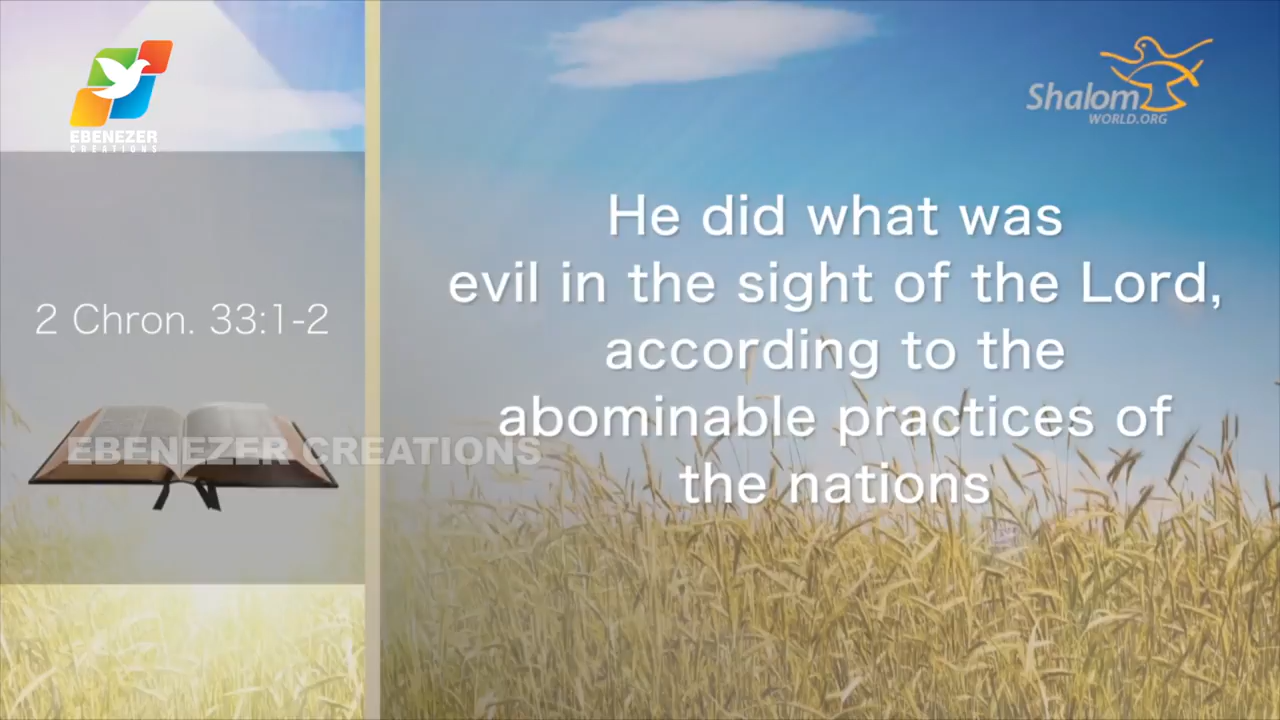 EBENEZER
CREATIONS
Shalom
WORLD.ORG
2 Chron. 33:1-2
He did what was
evil in the sight of the Lord,
according to the
abominable practices of
the nations
EBENEZER CREATIONS